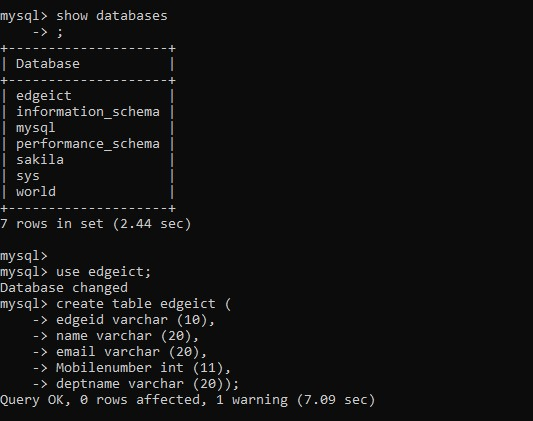 mysql> show databases
    -> ;
+--------------------+
| Database           |
+--------------------+
| edgeict            |
| information_schema |
| mysql              |
| performance_schema |
| sakila             |
| sys                |
| world              |
+--------------------+
7 rows in set (2.44 sec)

mysql>
mysql> use edgeict;
Database changed
mysql> create table edgeict (
    -> edgeid varchar (10),
    -> name varchar (20),
    -> email varchar (20),
    -> Mobilenumber int (11),
    -> deptname varchar (20));
Query OK, 0 rows affected, 1 warning (7.09 sec)